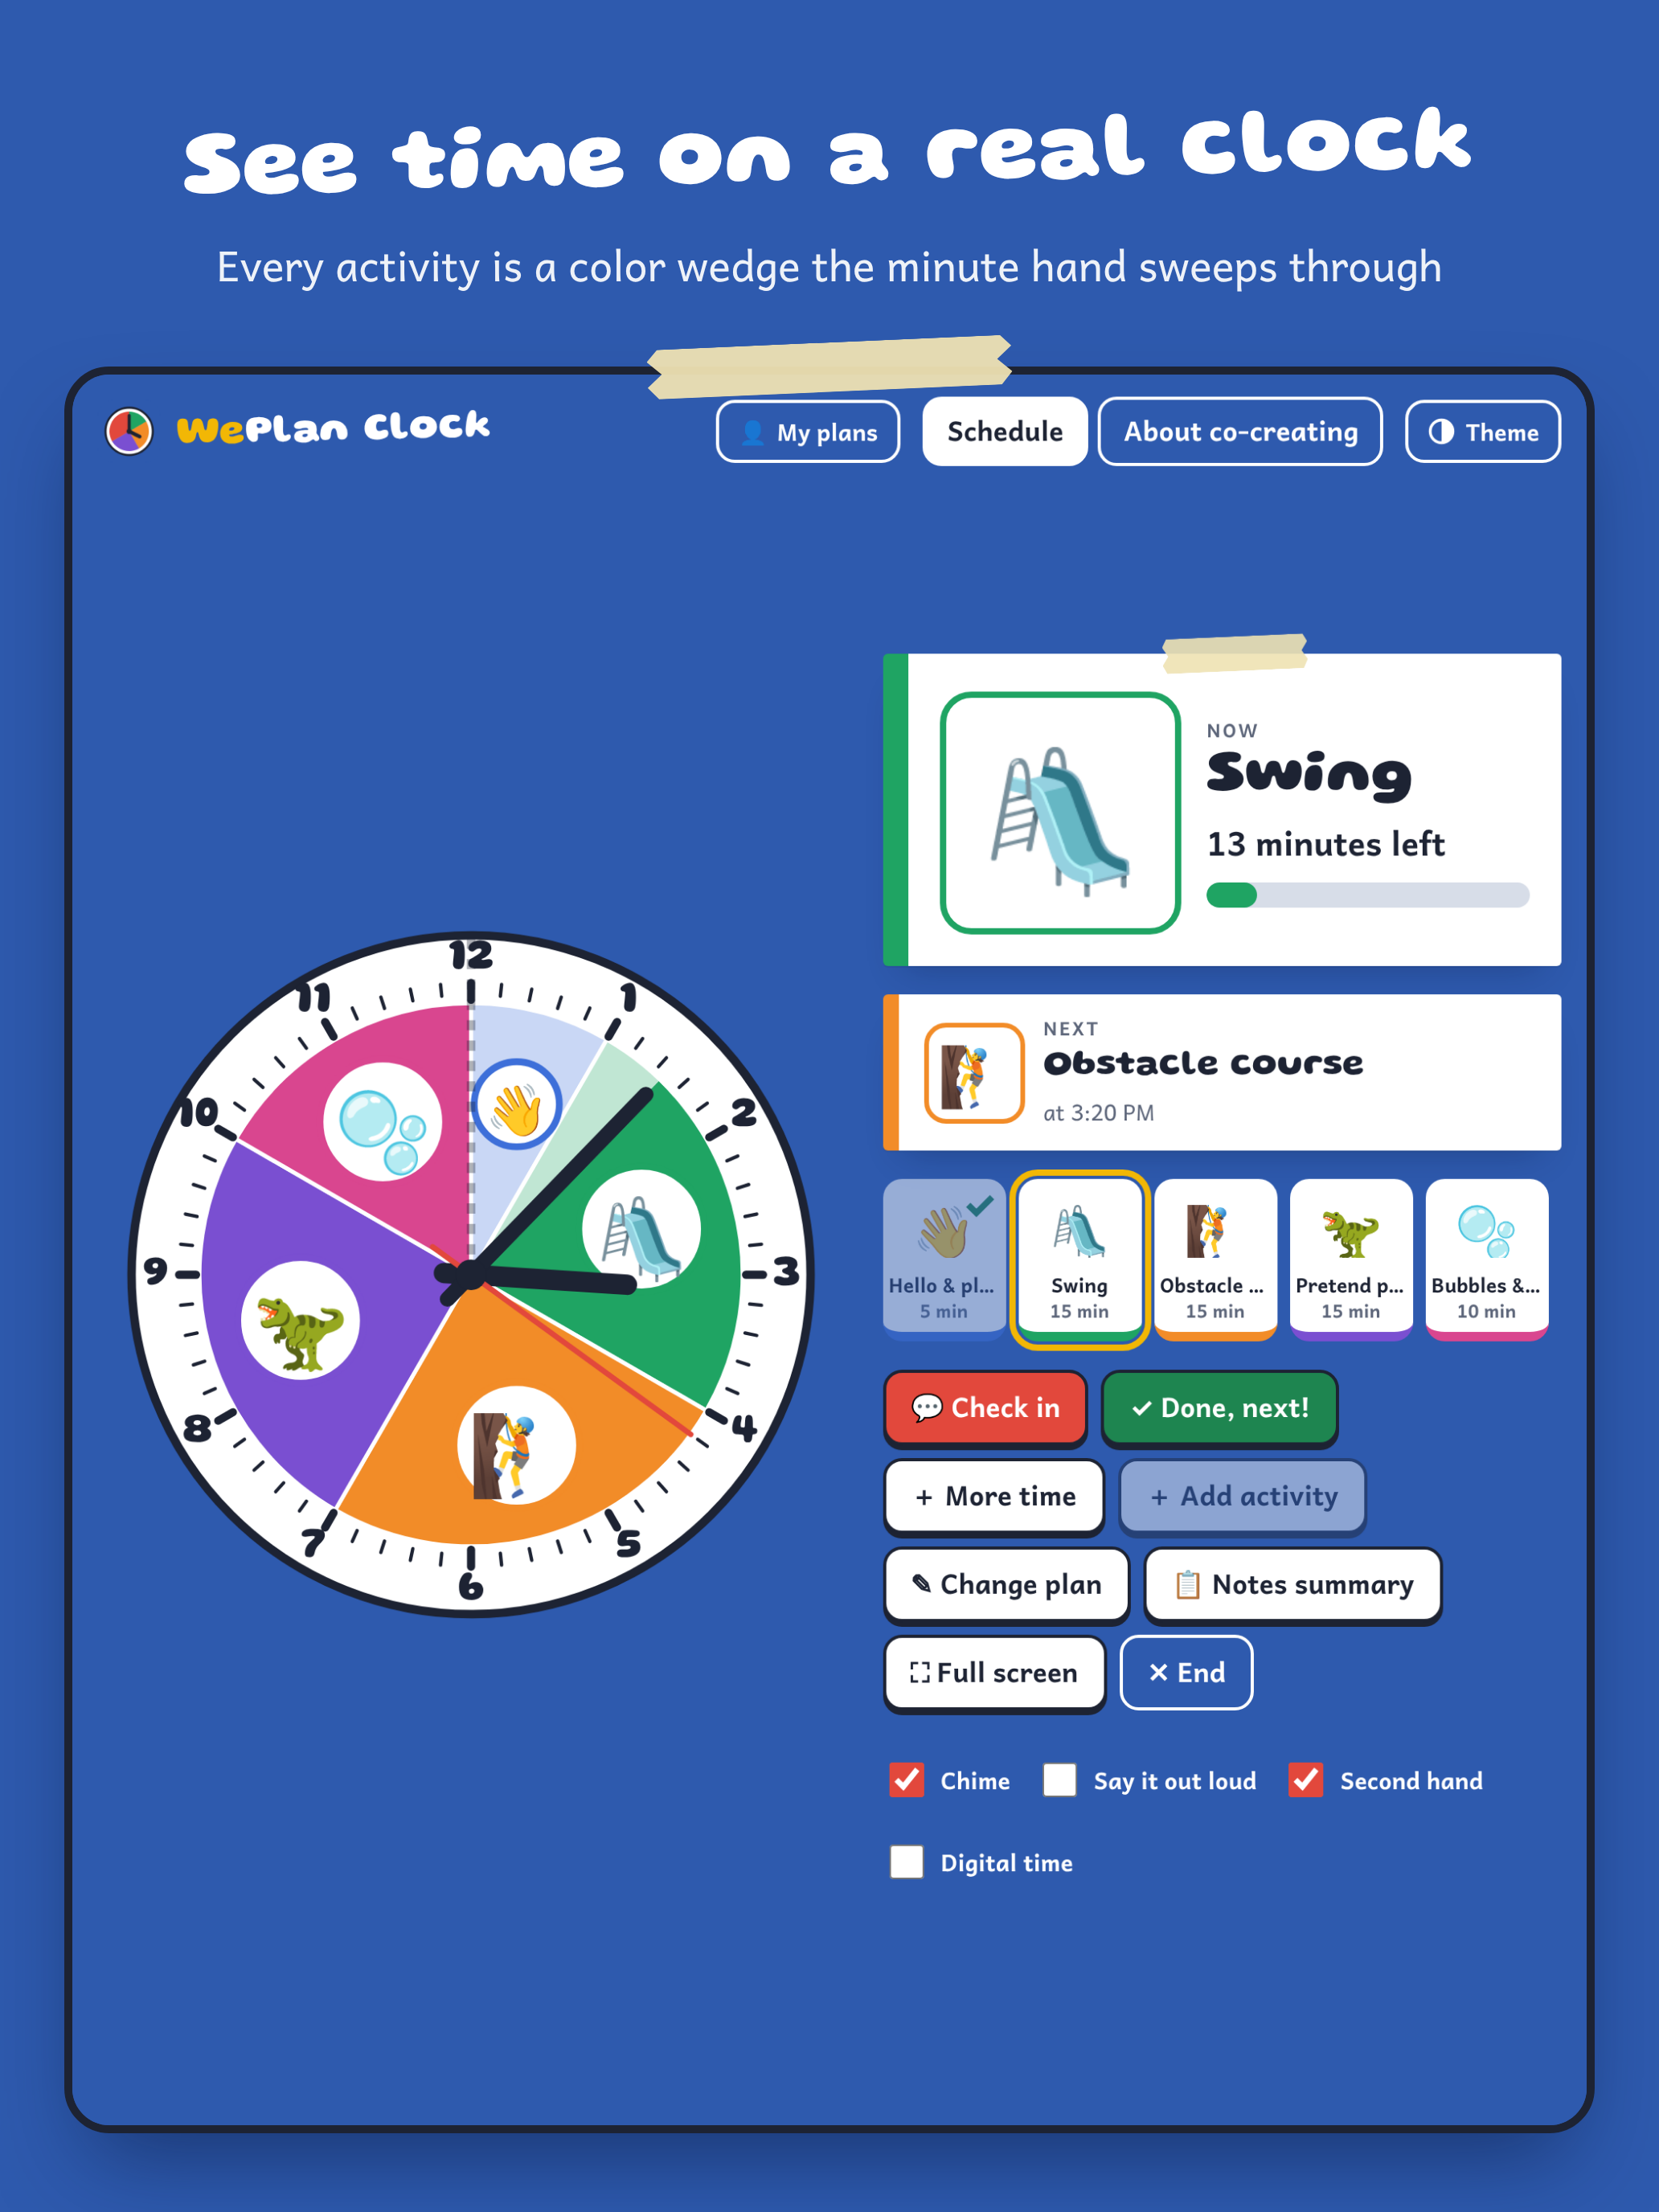 See time on a real clock
Every activity is a color wedge the minute hand sweeps through
WePlan Clock
My plans
Schedule
About co-creating
Theme
NOW
Swing
13 minutes left
NEXT
Obstacle course
at 3:20 PM
12
1
2
3
4
5
6
7
8
9
10
11
Hello & pl...
5 min
Swing
15 min
Obstacle ...
15 min
Pretend p...
15 min
Bubbles &...
10 min
Check in
✓ Done, next!
+ More time
+ Add activity
✎ Change plan
Notes summary
Full screen
✕ End
Chime
Say it out loud
Second hand
Digital time